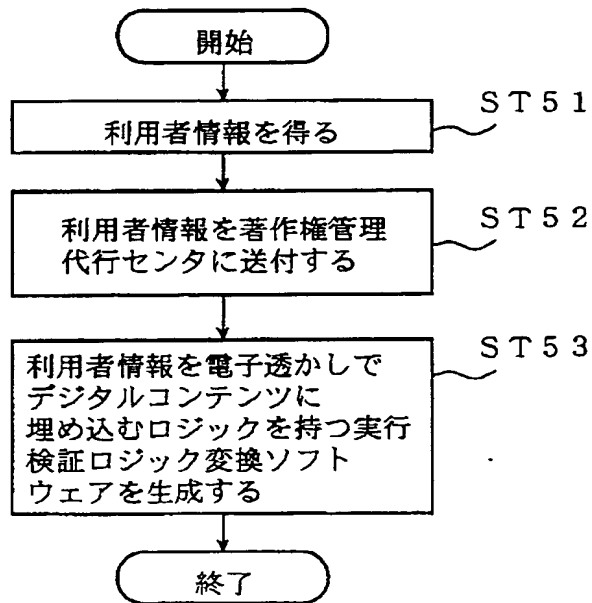 開始
ST51
利用者情報を得る
ST52
利用者情報を著作権管理
代行センタに送付する
ST53
利用者情報を電子透かしで
デジタルコンテンツに
埋め込むロジックを持つ実行
検証ロジック変換ソフト
ウェアを生成する
終了